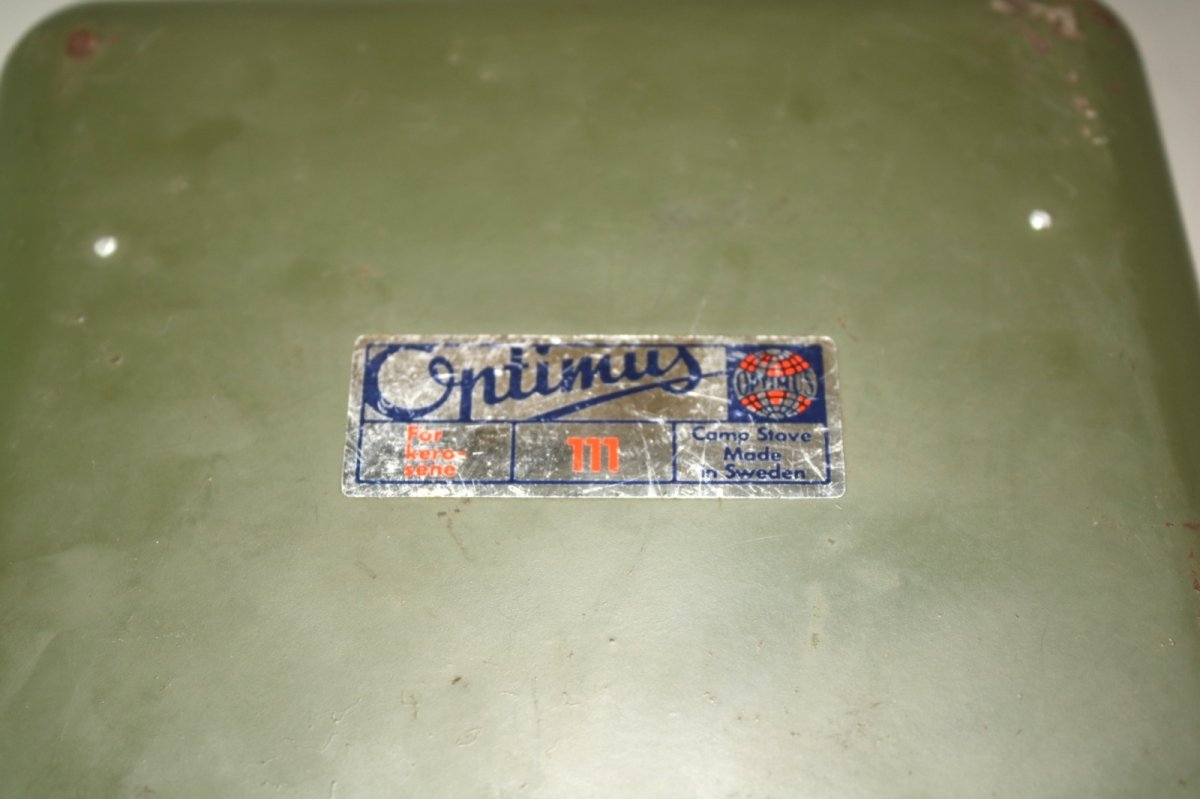 Optimus
OPTIMUS
For
kero-
sene
111
Camp Stove
Made
in Sweden